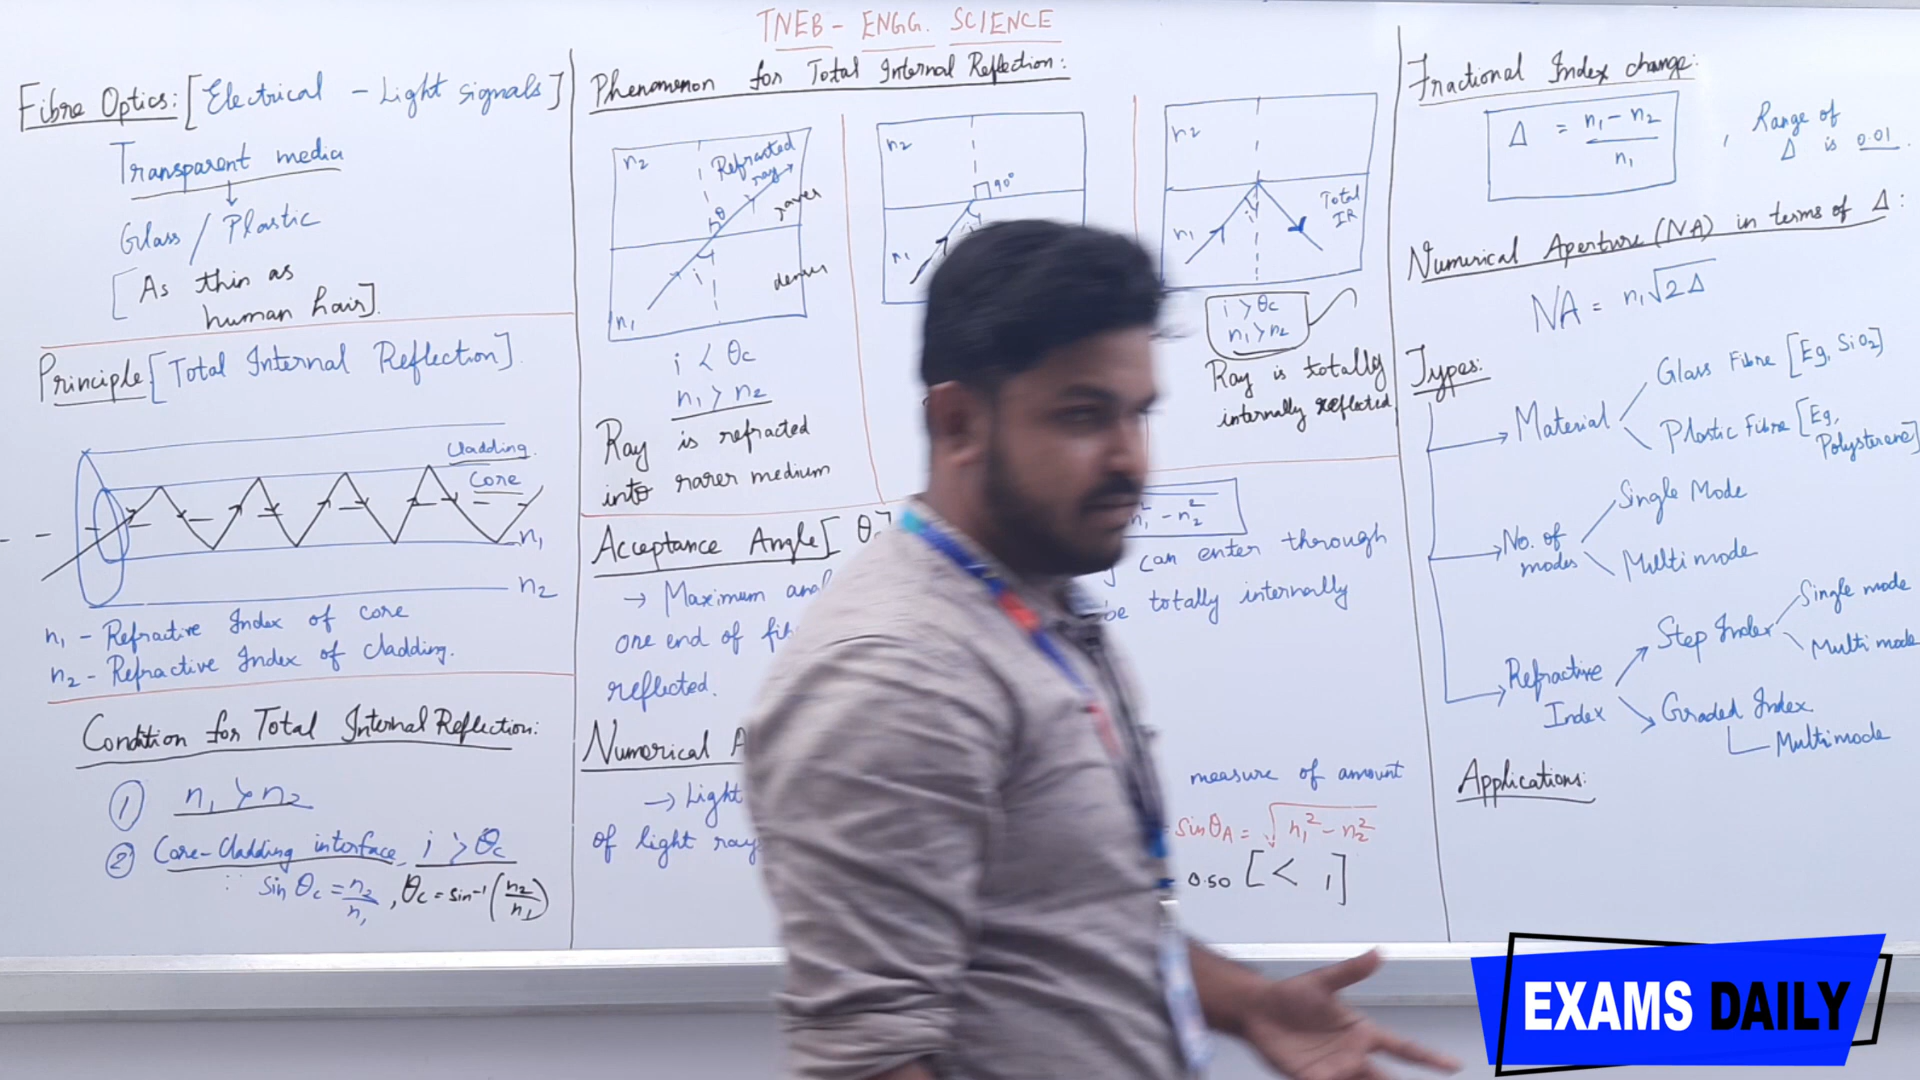 TNEB - ENGG. SCIENCE
Fibre Optics: [Electrical - Light signals]
Transparent media
Glass / Plastic
[As thin as
human hair].
Principle [Total Internal Reflection].
Cladding.
Core
n₁
n₂
n₁ - Refractive Index of core
n₂ - Refractive Index of cladding.
Condition for Total Internal Reflection:
① n₁ > n₂
② Core-Cladding interface, i > θc
∵ sin θc = n₂/n₁, θc = sin⁻¹(n₂/n₁)
Phenomenon for Total Internal Reflection:
n₂
Refracted
ray
θ
rarer
i
denser
n₁
i < θc
n₁ > n₂
Ray is refracted
into rarer medium
n₂
90°
i
n₁
n₂
i
n₁
Total
IR
i > θc
n₁ > n₂
Ray is totally
internally reflected
Acceptance Angle [θ
n₁² - n₂²
→ Maximum can enter through
one end of be totally internally
reflected.
Numerical
→ Light measure of amount
of light
= sinθA = √n₁² - n₂²
0.50 [< 1]
Fractional Index change:
Δ = n₁ - n₂ / n₁ , Range of
Δ is 0.01.
Numerical Aperture (NA) in terms of Δ:
NA = n₁√2Δ
Types:
Material
Glass Fibre [Eg, SiO₂]
Plastic Fibre [Eg,
Polysterene]
No. of
modes
Single Mode
Multimode
Refractive
Index
Step Index
Single mode
Multi mode
Graded Index.
Multimode
Applications:
EXAMS DAILY